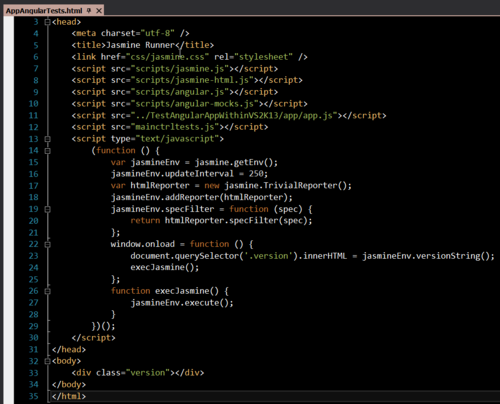 AppAngularTests.html
3 <head>
4 <meta charset="utf-8" />
5 <title>Jasmine Runner</title>
6 <link href="css/jasmine.css" rel="stylesheet" />
7 <script src="scripts/jasmine.js"></script>
8 <script src="scripts/jasmine-html.js"></script>
9 <script src="scripts/angular.js"></script>
10 <script src="scripts/angular-mocks.js"></script>
11 <script src="../TestAngularAppWithinVS2K13/app/app.js"></script>
12 <script src="mainctrltests.js"></script>
13 <script type="text/javascript">
14 (function () {
15 var jasmineEnv = jasmine.getEnv();
16 jasmineEnv.updateInterval = 250;
17 var htmlReporter = new jasmine.TrivialReporter();
18 jasmineEnv.addReporter(htmlReporter);
19 jasmineEnv.specFilter = function (spec) {
20 return htmlReporter.specFilter(spec);
21 };
22 window.onload = function () {
23 document.querySelector('.version').innerHTML = jasmineEnv.versionString();
24 execJasmine();
25 };
26 function execJasmine() {
27 jasmineEnv.execute();
28 }
29 })();
30 </script>
31 </head>
32 <body>
33 <div class="version"></div>
34 </body>
35 </html>